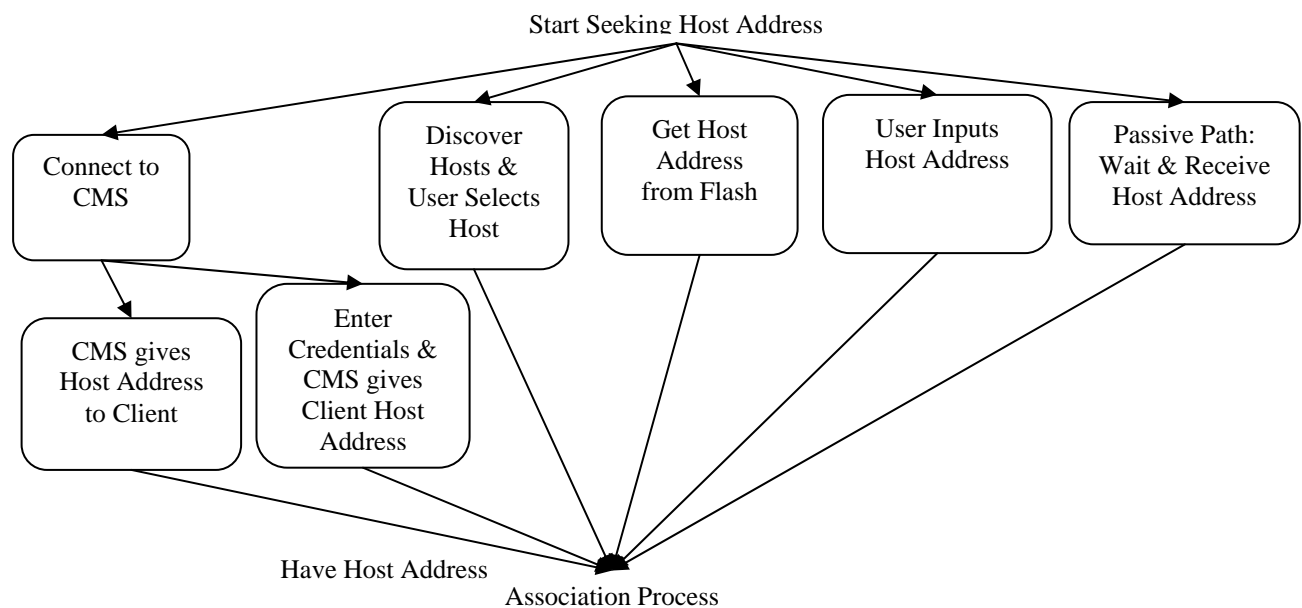 Start Seeking Host Address
Connect to
CMS
Discover
Hosts &
User Selects
Host
Get Host
Address
from Flash
User Inputs
Host Address
Passive Path:
Wait & Receive
Host Address
CMS gives
Host Address
to Client
Enter
Credentials &
CMS gives
Client Host
Address
Have Host Address
Association Process